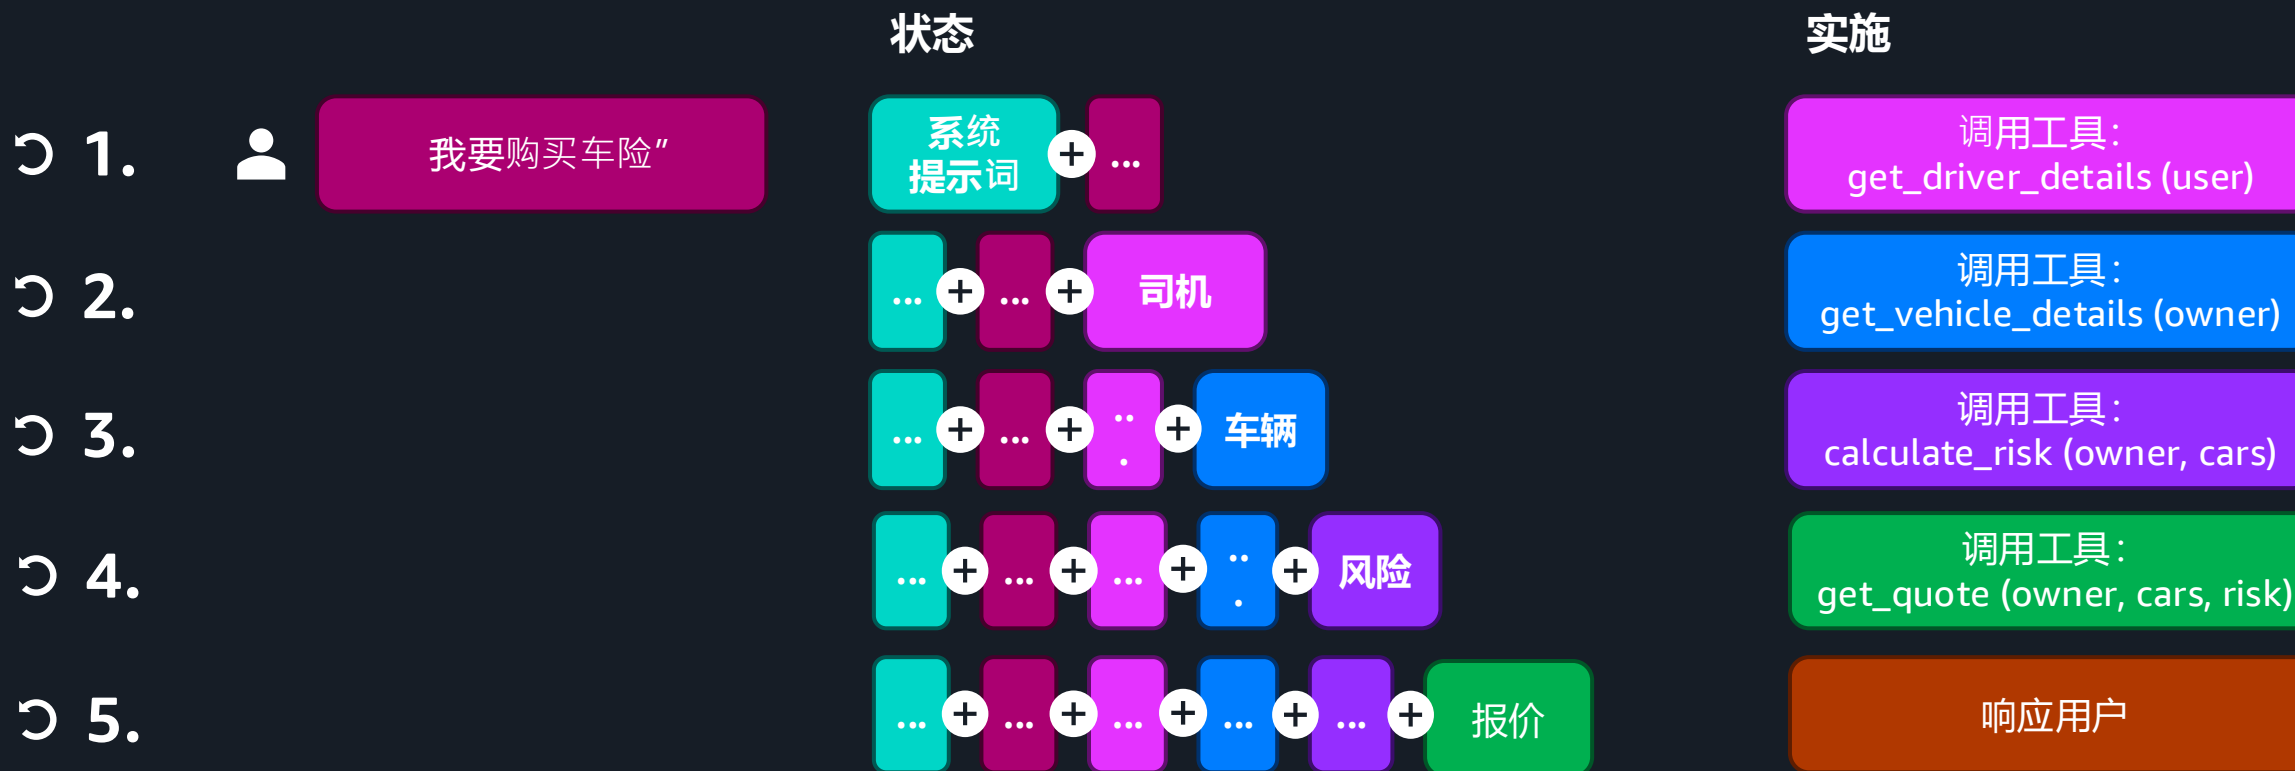 状态
实施
1.
我要购买车险”
系统
提示词
+
...
调用工具：
get_driver_details (user)
2.
...
+
...
+
司机
调用工具：
get_vehicle_details (owner)
3.
...
+
...
+
..
.
+
车辆
调用工具：
calculate_risk (owner, cars)
4.
...
+
...
+
...
+
..
.
+
风险
调用工具：
get_quote (owner, cars, risk)
5.
...
+
...
+
...
+
...
+
...
+
报价
响应用户